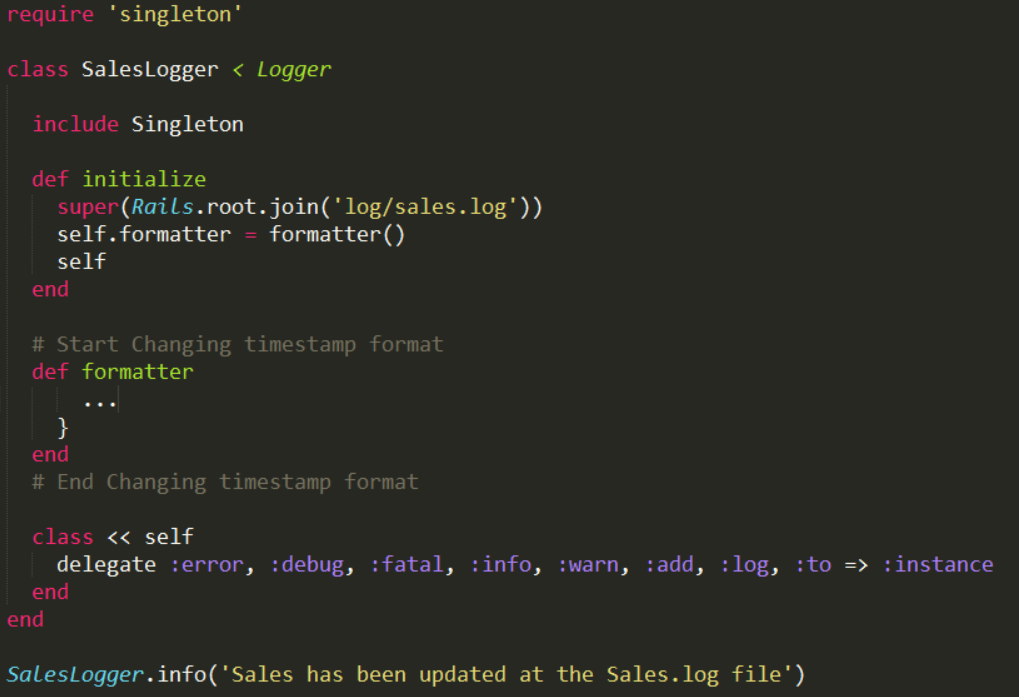 require 'singleton'
class SalesLogger < Logger
include Singleton
def initialize
super(Rails.root.join('log/sales.log'))
self.formatter = formatter()
self
end
# Start Changing timestamp format
def formatter
...
}
end
# End Changing timestamp format
class << self
delegate :error, :debug, :fatal, :info, :warn, :add, :log, :to => :instance
end
end
SalesLogger.info('Sales has been updated at the Sales.log file')